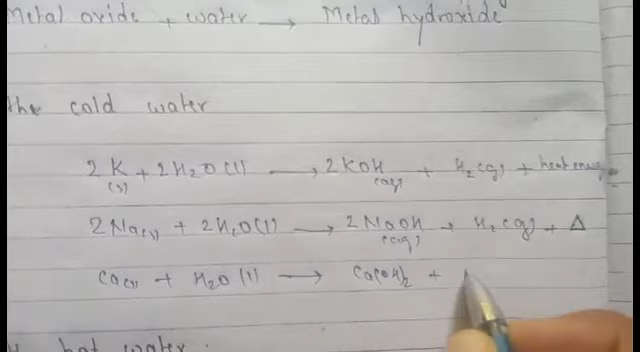 Metal oxide + water → Metal hydroxide
the cold water
2K(s) + 2H₂O(l) → 2KOH(aq) + H₂(g) + heat
2Na(s) + 2H₂O(l) → 2NaOH(aq) + H₂(g) + Δ
Ca(s) + H₂O(l) → Ca(OH)₂ +
hot water.